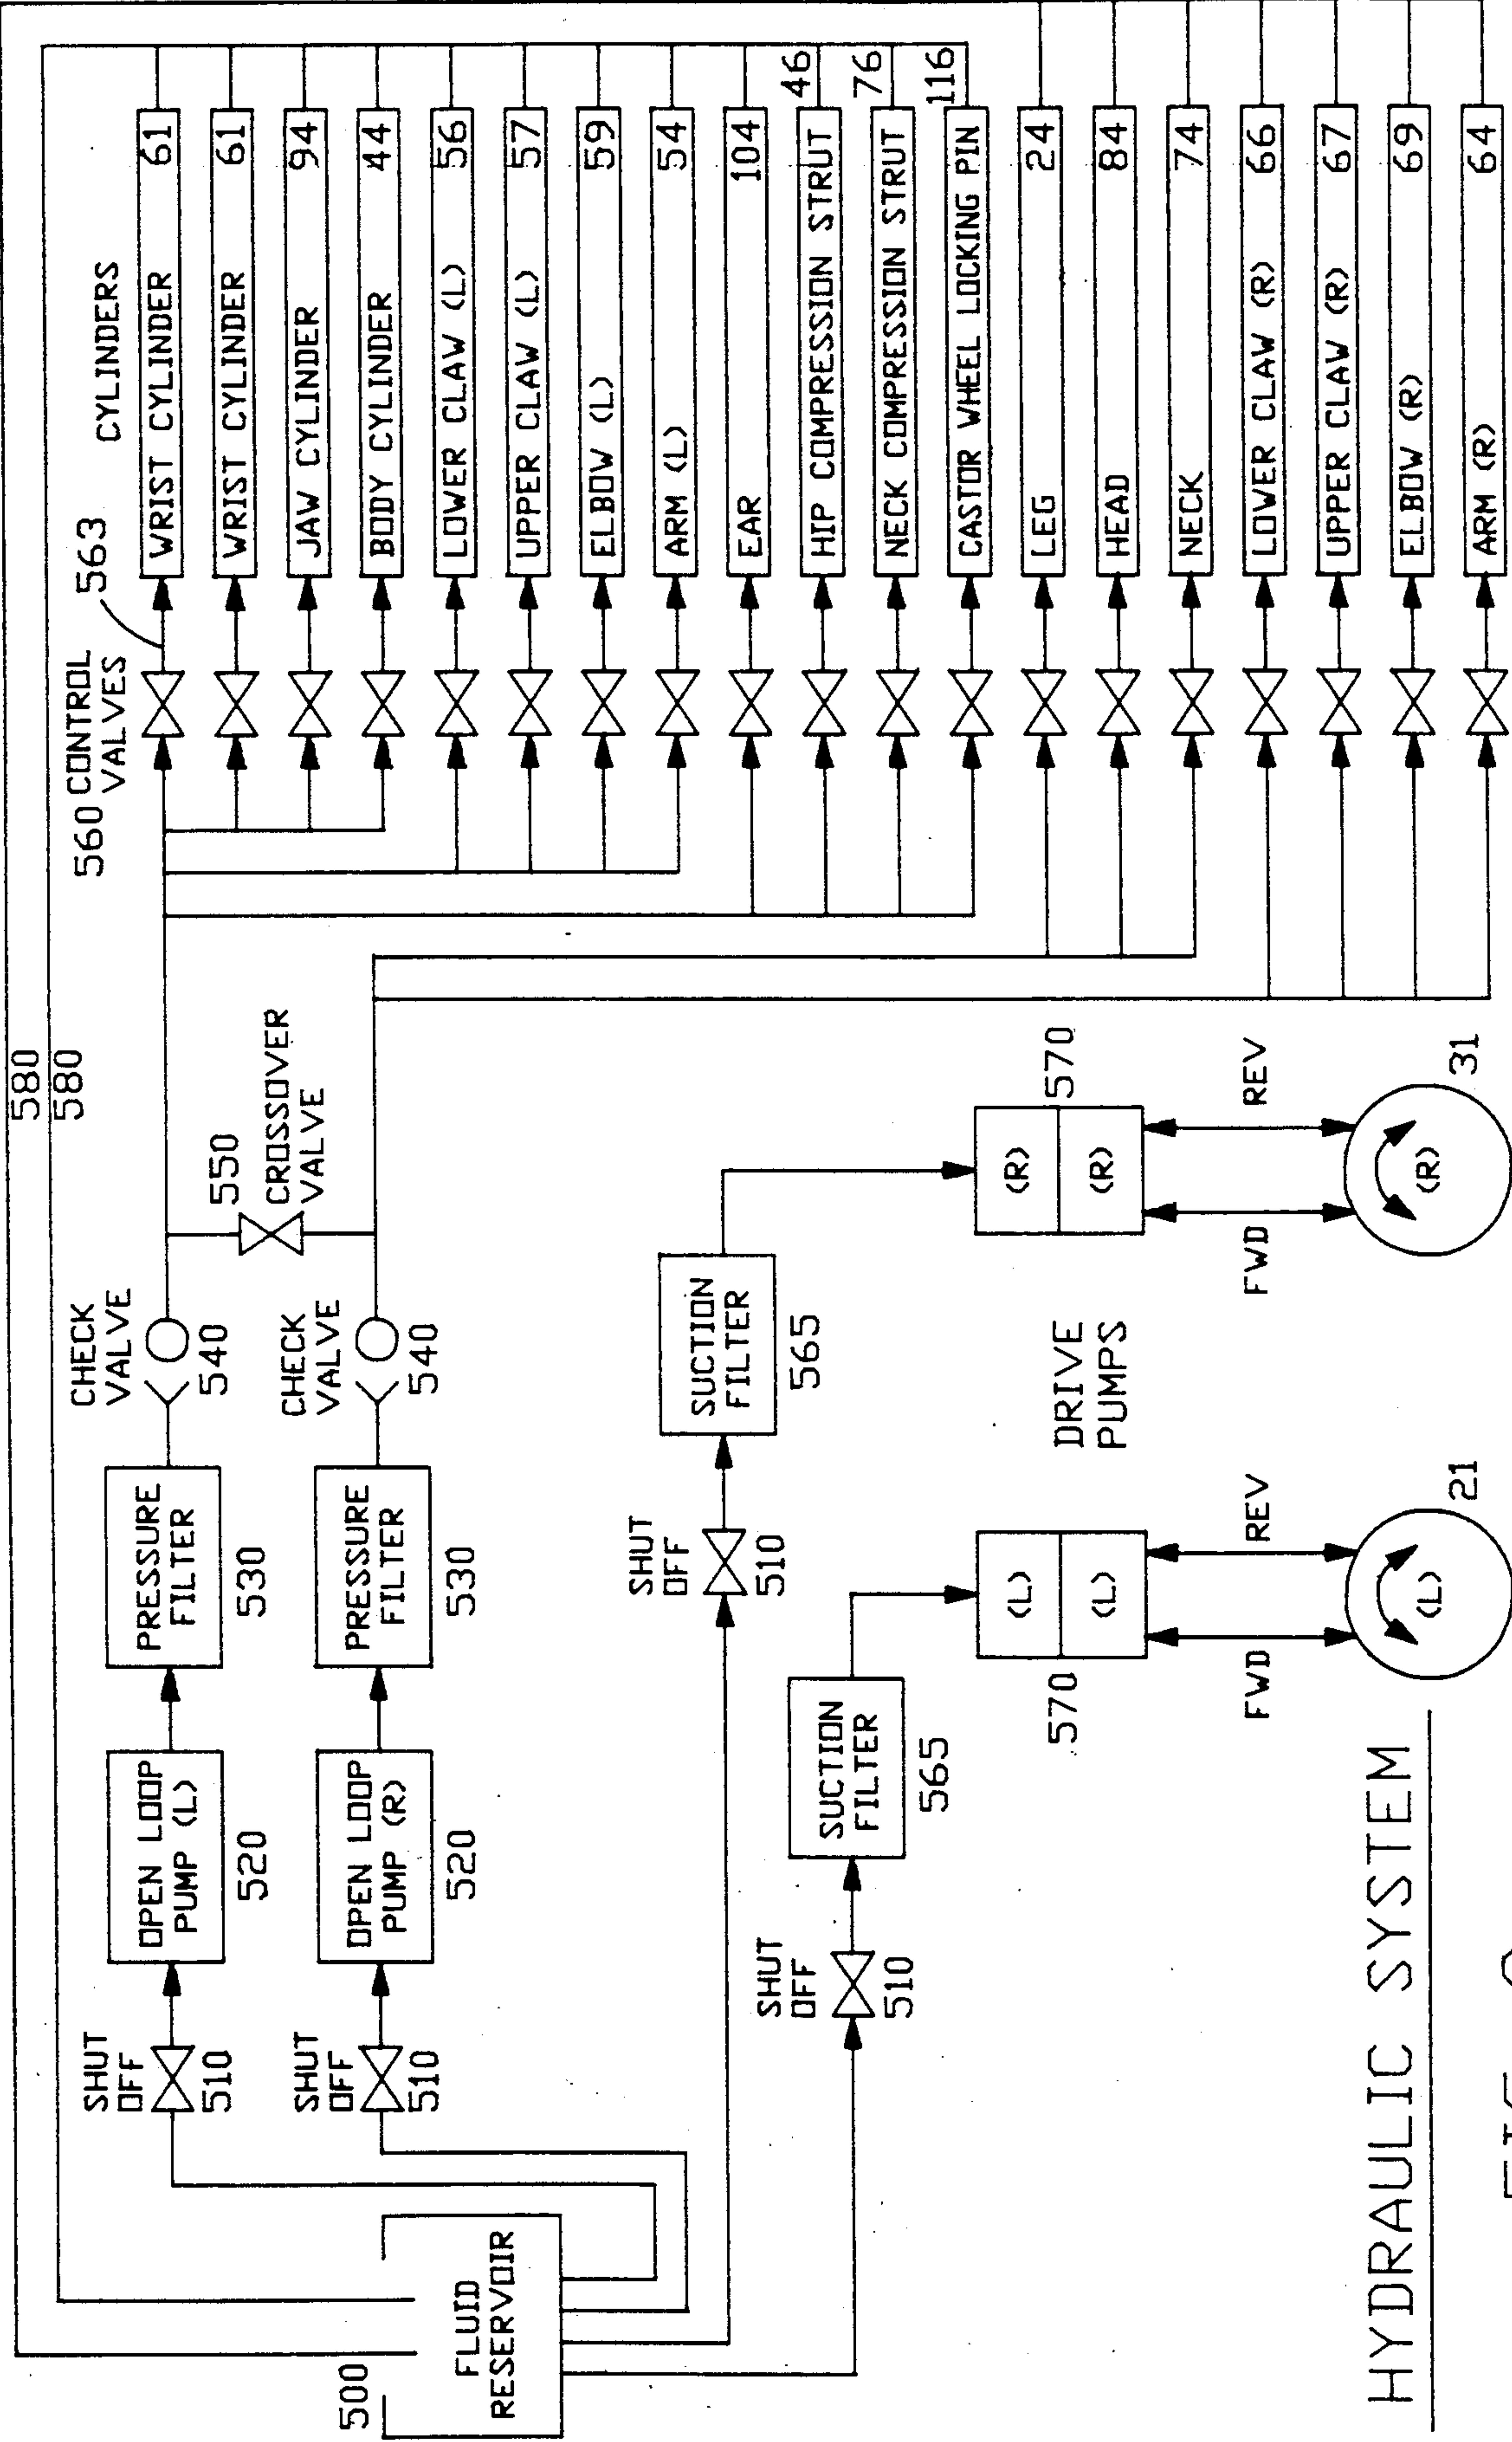 580
580
500
FLUID
RESERVOIR
SHUT
OFF
510
OPEN LOOP
PUMP (L)
520
PRESSURE
FILTER
530
CHECK
VALVE
540
SHUT
OFF
510
OPEN LOOP
PUMP (R)
520
PRESSURE
FILTER
530
CHECK
VALVE
540
550
CROSSOVER
VALVE
560 CONTROL
VALVES
563
CYLINDERS
WRIST CYLINDER 61
WRIST CYLINDER 61
JAW CYLINDER 94
BODY CYLINDER 44
LOWER CLAW (L) 56
UPPER CLAW (L) 57
ELBOW (L) 59
ARM (L) 54
EAR 104
HIP COMPRESSION STRUT 46
NECK COMPRESSION STRUT 76
CASTOR WHEEL LOCKING PIN 116
LEG 24
HEAD 84
NECK 74
LOWER CLAW (R) 66
UPPER CLAW (R) 67
ELBOW (R) 69
ARM (R) 64
SHUT
OFF
510
SUCTION
FILTER
565
SHUT
OFF
510
SUCTION
FILTER
565
570
(L)
(L)
FWD
REV
(L)
21
DRIVE
PUMPS
570
(R)
(R)
FWD
REV
(R)
31
HYDRAULIC SYSTEM